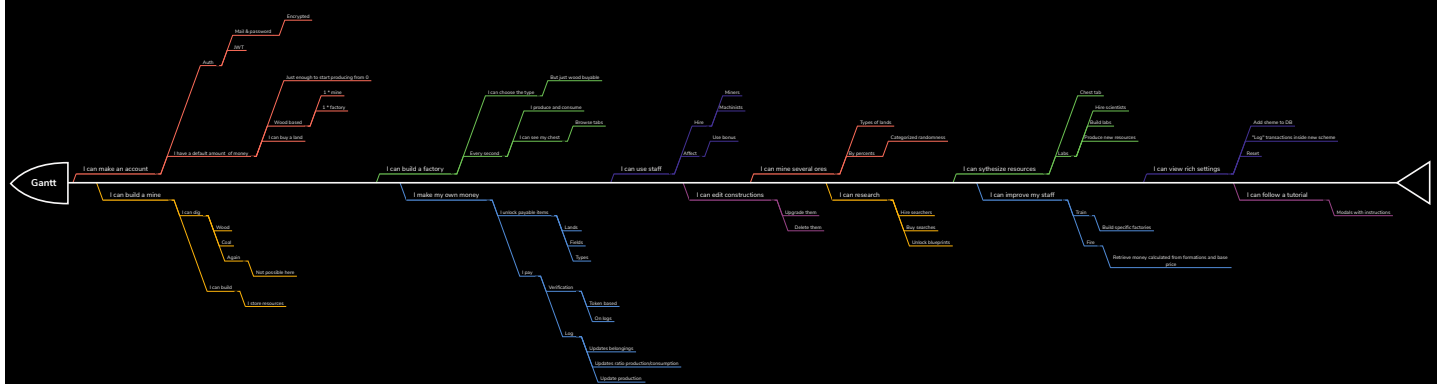 Gantt
I can make an account
Auth
Mail & password
Encrypted
JWT
I have a default amount of money
Just enough to start producing from 0
Wood based
1 * mine
1 * factory
I can buy a land
I can build a mine
I can dig
Wood
Coal
Again
Not possible here
I can build
I store resources
I can build a factory
I can choose the type
But just wood buyable
Every second
I produce and consume
I can see my chest
Browse tabs
I make my own money
I unlock payable items
Lands
Fields
Types
I pay
Verification
Token based
On tags
Log
Updates belongings
Updates ratio production/consumption
Update production
I can use staff
Hire
Miners
Machinists
Affect
Use bonus
I can edit constructions
Upgrade them
Delete them
I can mine several ores
Types of lands
By percents
Categorized randomness
I can research
Hire searchers
Buy searches
Unlock blueprints
I can sythesize resources
Chest tab
Labs
Hire scientists
Build labs
Produce new resources
I can improve my staff
Train
Build specific factories
Fire
Retrieve money calculated from formations and base
price
I can view rich settings
Add meme to DB
"Log" transactions inside new scheme
Reset
I can follow a tutorial
Models with instructions